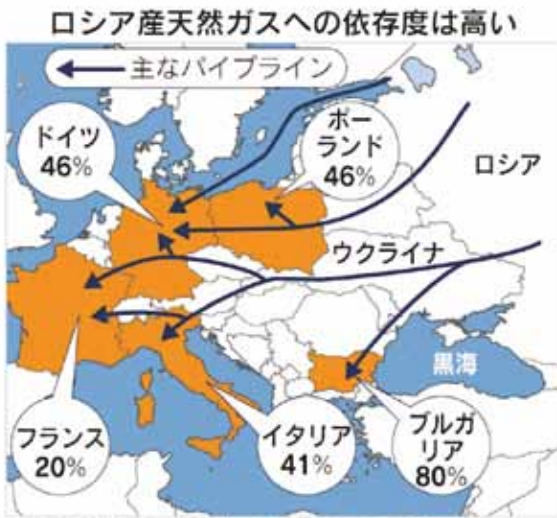 ロシア産天然ガスへの依存度は高い
主なパイプライン
ドイツ
46%
ポー
ランド
46%
ロシア
ウクライナ
黒海
フランス
20%
イタリア
41%
ブルガ
リア
80%